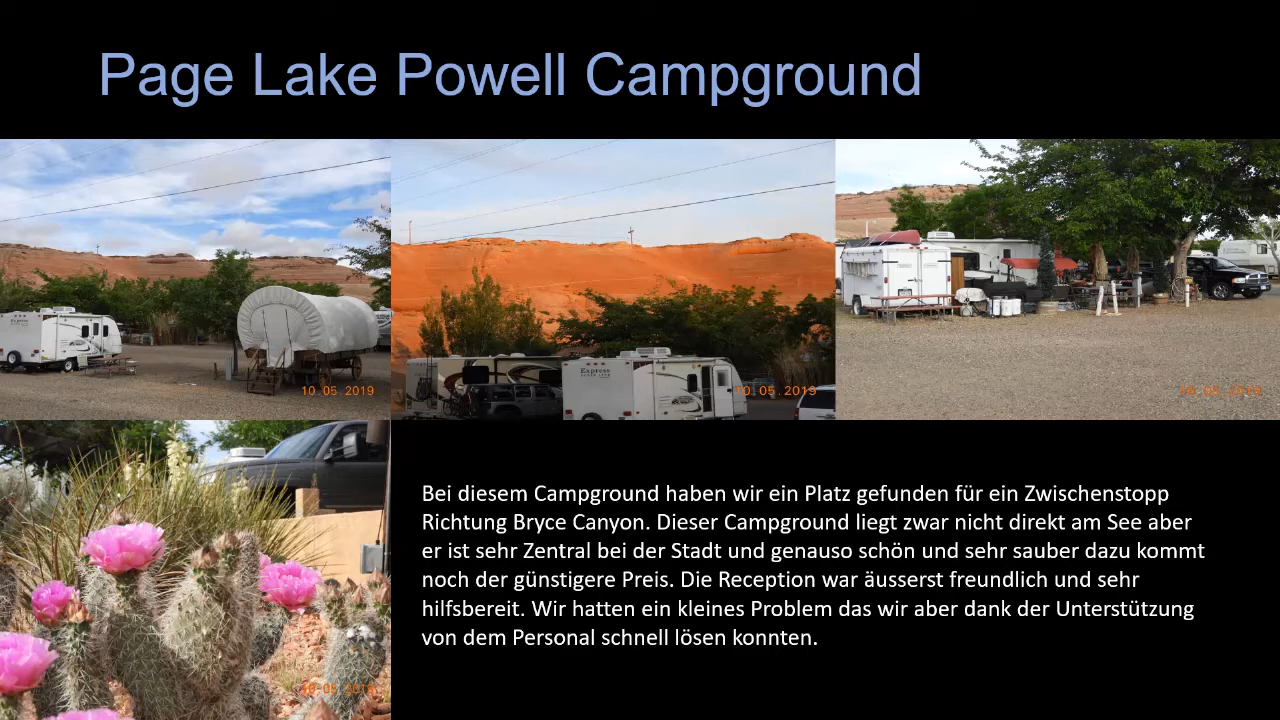 Page Lake Powell Campground
10.05.2019
Express
10.05.2019
10.05.2019
10.05.2019
Bei diesem Campground haben wir ein Platz gefunden für ein Zwischenstopp
Richtung Bryce Canyon. Dieser Campground liegt zwar nicht direkt am See aber
er ist sehr Zentral bei der Stadt und genauso schön und sehr sauber dazu kommt
noch der günstigere Preis. Die Reception war äusserst freundlich und sehr
hilfsbereit. Wir hatten ein kleines Problem das wir aber dank der Unterstützung
von dem Personal schnell lösen konnten.